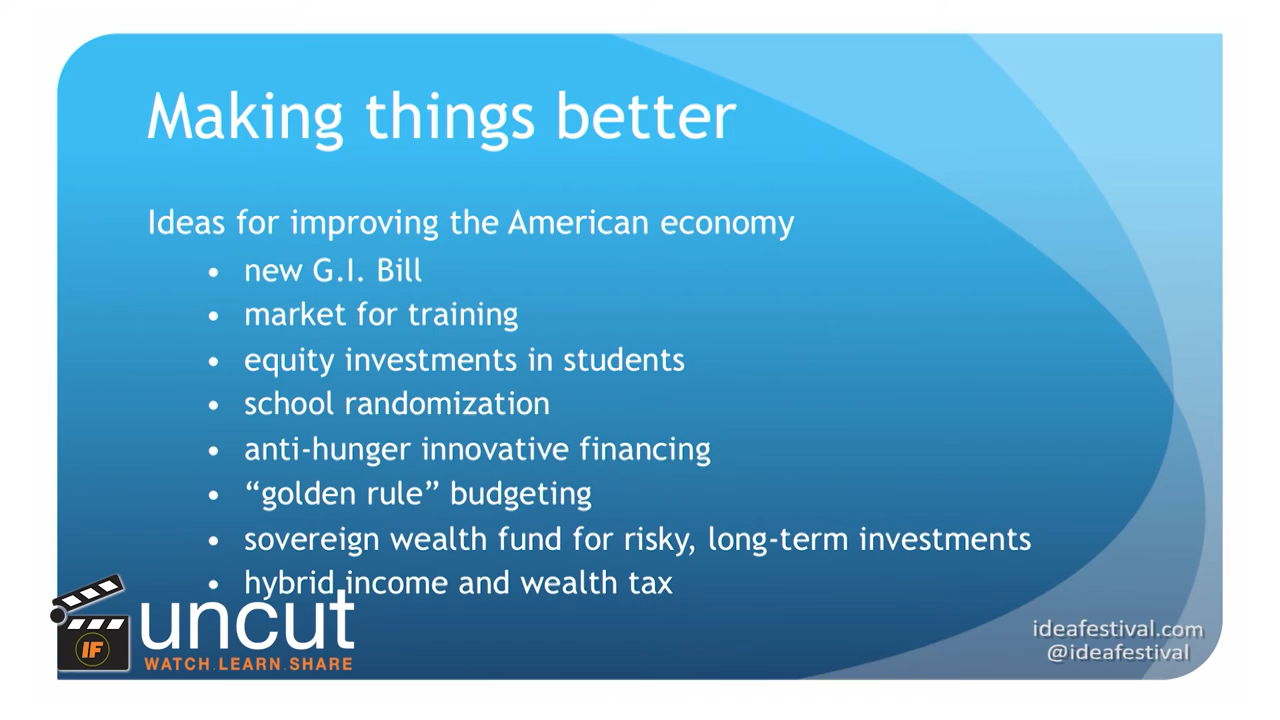 Making things better
Ideas for improving the American economy
• new G.I. Bill
• market for training
• equity investments in students
• school randomization
• anti-hunger innovative financing
• “golden rule” budgeting
• sovereign wealth fund for risky, long-term investments
• hybrid income and wealth tax
IF
uncut
WATCH.LEARN.SHARE
ideafestival.com
@ideafestival